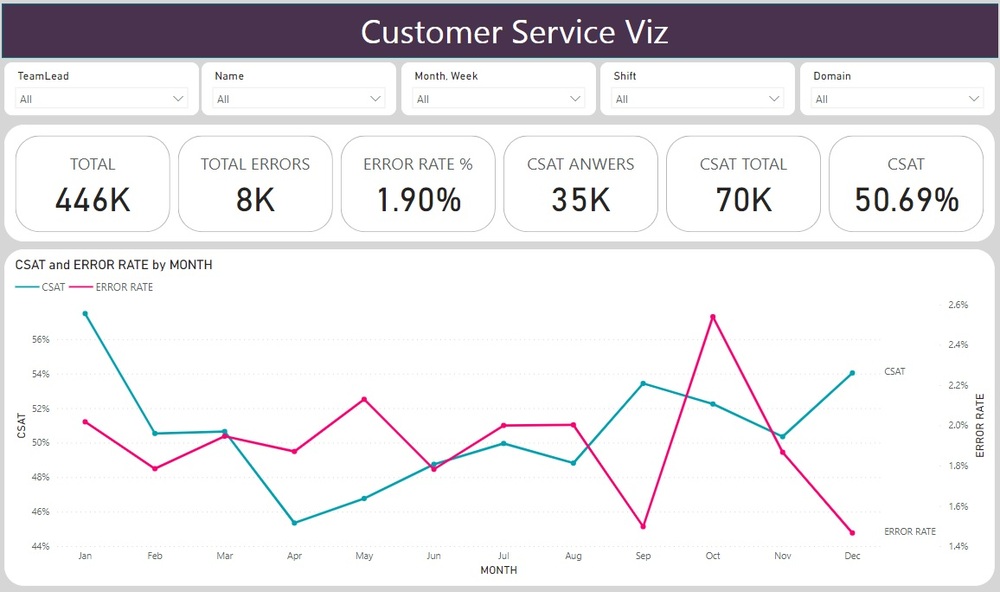 Customer Service Viz
TeamLead
All
Name
All
Month, Week
All
Shift
All
Domain
All
TOTAL
446K
TOTAL ERRORS
8K
ERROR RATE %
1.90%
CSAT ANWERS
35K
CSAT TOTAL
70K
CSAT
50.69%
CSAT and ERROR RATE by MONTH
CSAT ERROR RATE
56%
54%
52%
50%
48%
46%
44%
CSAT
2.6%
2.4%
2.2%
2.0%
1.8%
1.6%
1.4%
ERROR RATE
CSAT
ERROR RATE
Jan Feb Mar Apr May Jun Jul Aug Sep Oct Nov Dec
MONTH